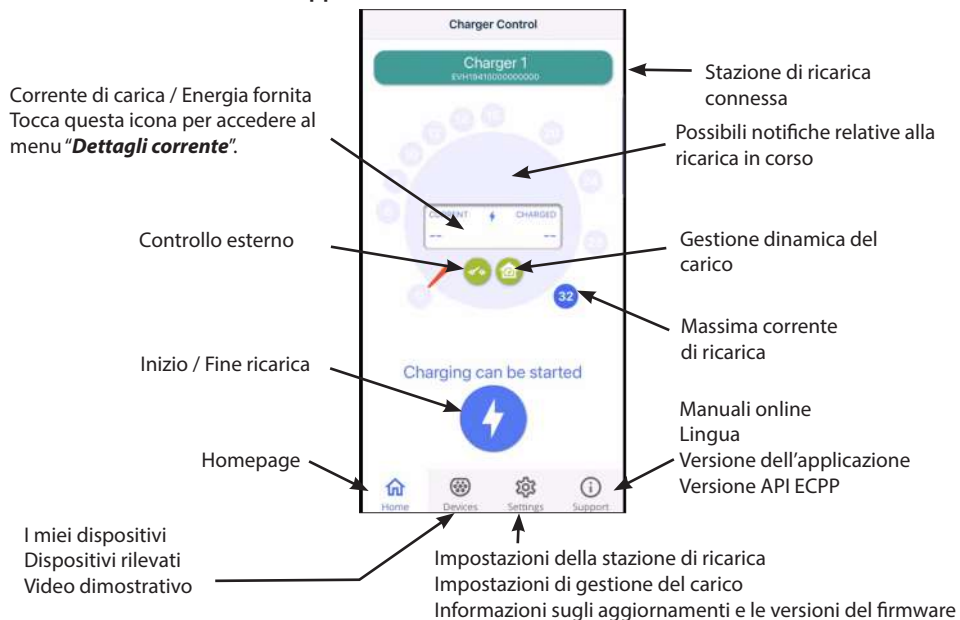 Charger Control
Charger 1
Stazione di ricarica
connessa
Corrente di carica / Energia fornita
Tocca questa icona per accedere al
menu “Dettagli corrente”.
Possibili notifiche relative alla
ricarica in corso
CHARGED
--
--
Controllo esterno
Gestione dinamica del
carico
32
Massima corrente
di ricarica
Inizio / Fine ricarica
Charging can be started
Manuali online
Lingua
Versione dell’applicazione
Versione API ECPP
Homepage
Home
Devices
Settings
Support
I miei dispositivi
Dispositivi rilevati
Video dimostrativo
Impostazioni della stazione di ricarica
Impostazioni di gestione del carico
Informazioni sugli aggiornamenti e le versioni del firmware